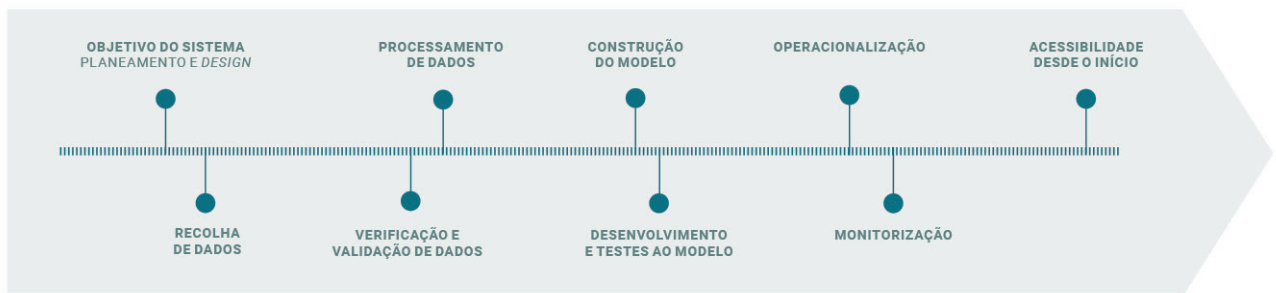 OBJETIVO DO SISTEMA
PLANEAMENTO E DESIGN
PROCESSAMENTO
DE DADOS
CONSTRUÇÃO
DO MODELO
OPERACIONALIZAÇÃO
ACESSIBILIDADE
DESDE O INÍCIO
RECOLHA
DE DADOS
VERIFICAÇÃO E
VALIDAÇÃO DE DADOS
DESENVOLVIMENTO
E TESTES AO MODELO
MONITORIZAÇÃO